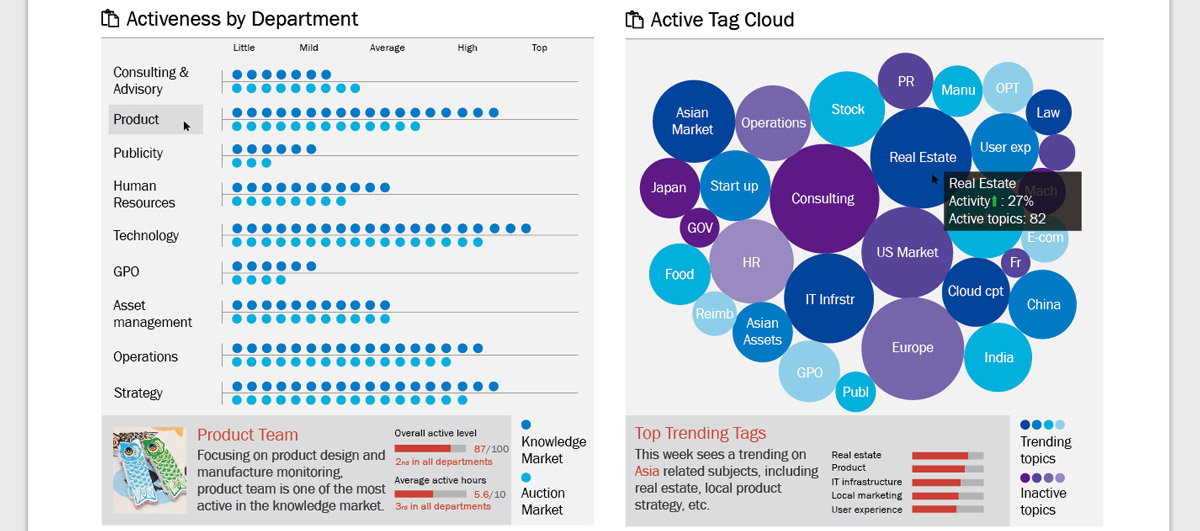 Activeness by Department
Little Mild Average High Top
Consulting &
Advisory
Product
Publicity
Human
Resources
Technology
GPO
Asset
management
Operations
Strategy
Product Team
Focusing on product design and
manufacture monitoring,
product team is one of the most
active in the knowledge market.
Overall active level
87/100
2nd in all departments
Average active hours
5.6/10
3rd in all departments
Knowledge
Market
Auction
Market
Active Tag Cloud
PR
Manu
OPT
Stock
Law
Asian
Market
Operations
User exp
Real Estate
Japan
Start up
Consulting
Real Estate
Activity : 27%
Active topics: 82
Mach
GOV
E-com
US Market
HR
Fr
Food
Cloud cpt
IT Infrstr
China
Reimb
Asian
Assets
Europe
India
GPO
Publ
Top Trending Tags
This week sees a trending on
Asia related subjects, including
real estate, local product
strategy, etc.
Real estate
Product
IT infrastructure
Local marketing
User experience
Trending
topics
Inactive
topics